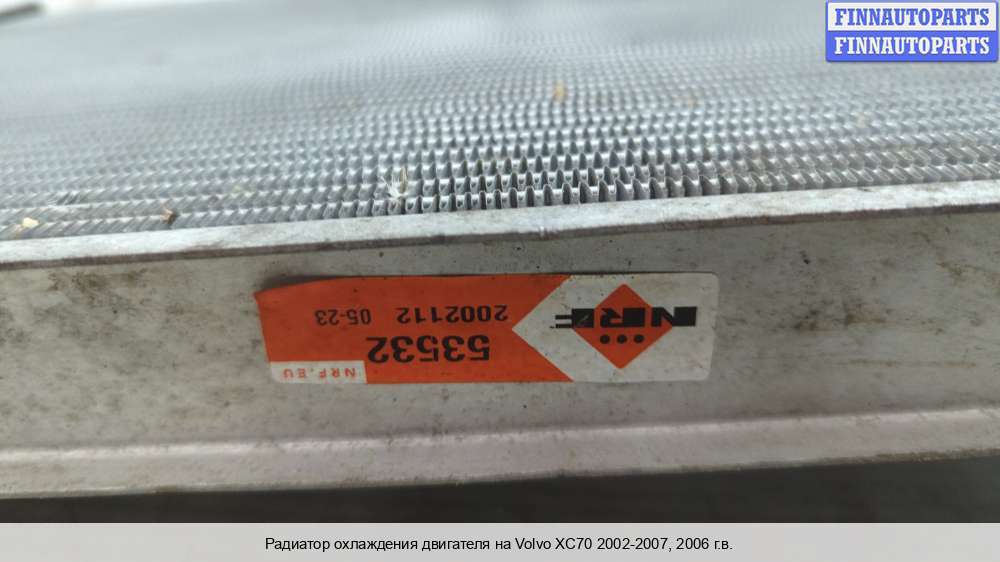 FINNAUTOPARTS
FINNAUTOPARTS
NRF
53532
2002112 05-23
NRF.EU
Радиатор охлаждения двигателя на Volvo XC70 2002-2007, 2006 г.в.